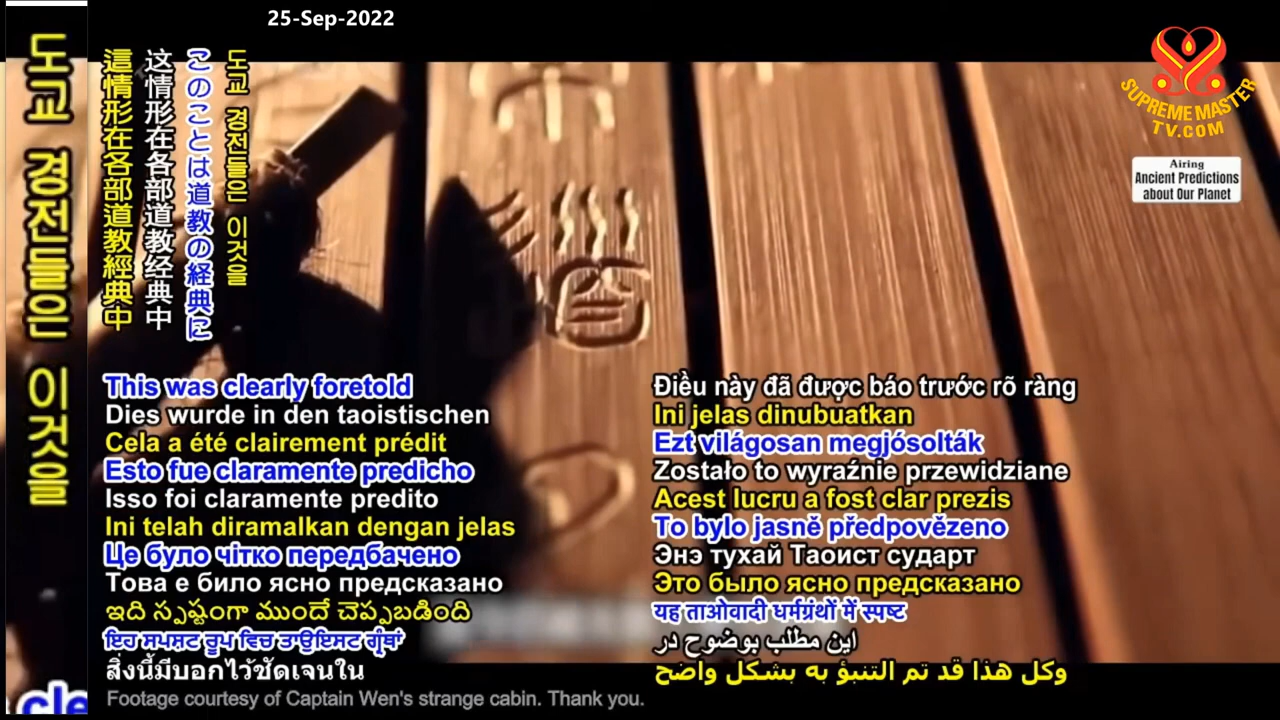 25-Sep-2022
SUPREME MASTER
TV.COM
Airing
Ancient Predictions
about Our Planet
도교 경전들은 이것을
這情形在各部道教經典中
这情形在各部道教经典中
このことは道教の経典に
도교 경전들은 이것을
This was clearly foretold
Dies wurde in den taoistischen
Cela a été clairement prédit
Esto fue claramente predicho
Isso foi claramente predito
Ini telah diramalkan dengan jelas
Це було чітко передбачено
Това е било ясно предсказано
ఇది స్పష్టంగా ముందే చెప్పబడింది
ਇਹ ਸਪਸ਼ਟ ਰੂਪ ਵਿਚ ਤਾਉਇਸਟ ਗ੍ਰੰਥਾਂ
สิ่งนี้มีบอกไว้ชัดเจนใน
Điều này đã được báo trước rõ ràng
Ini jelas dinubuatkan
Ezt világosan megjósolták
Zostało to wyraźnie przewidziane
Acest lucru a fost clar prezis
To bylo jasně předpovězeno
Энэ тухай Таоист сударт
Это было ясно предсказано
यह ताओवादी धर्मग्रंथों में स्पष्ट
این مطلب بوضوح در
وكل هذا قد تم التنبؤ به بشكل واضح
Footage courtesy of Captain Wen's strange cabin. Thank you.
cle